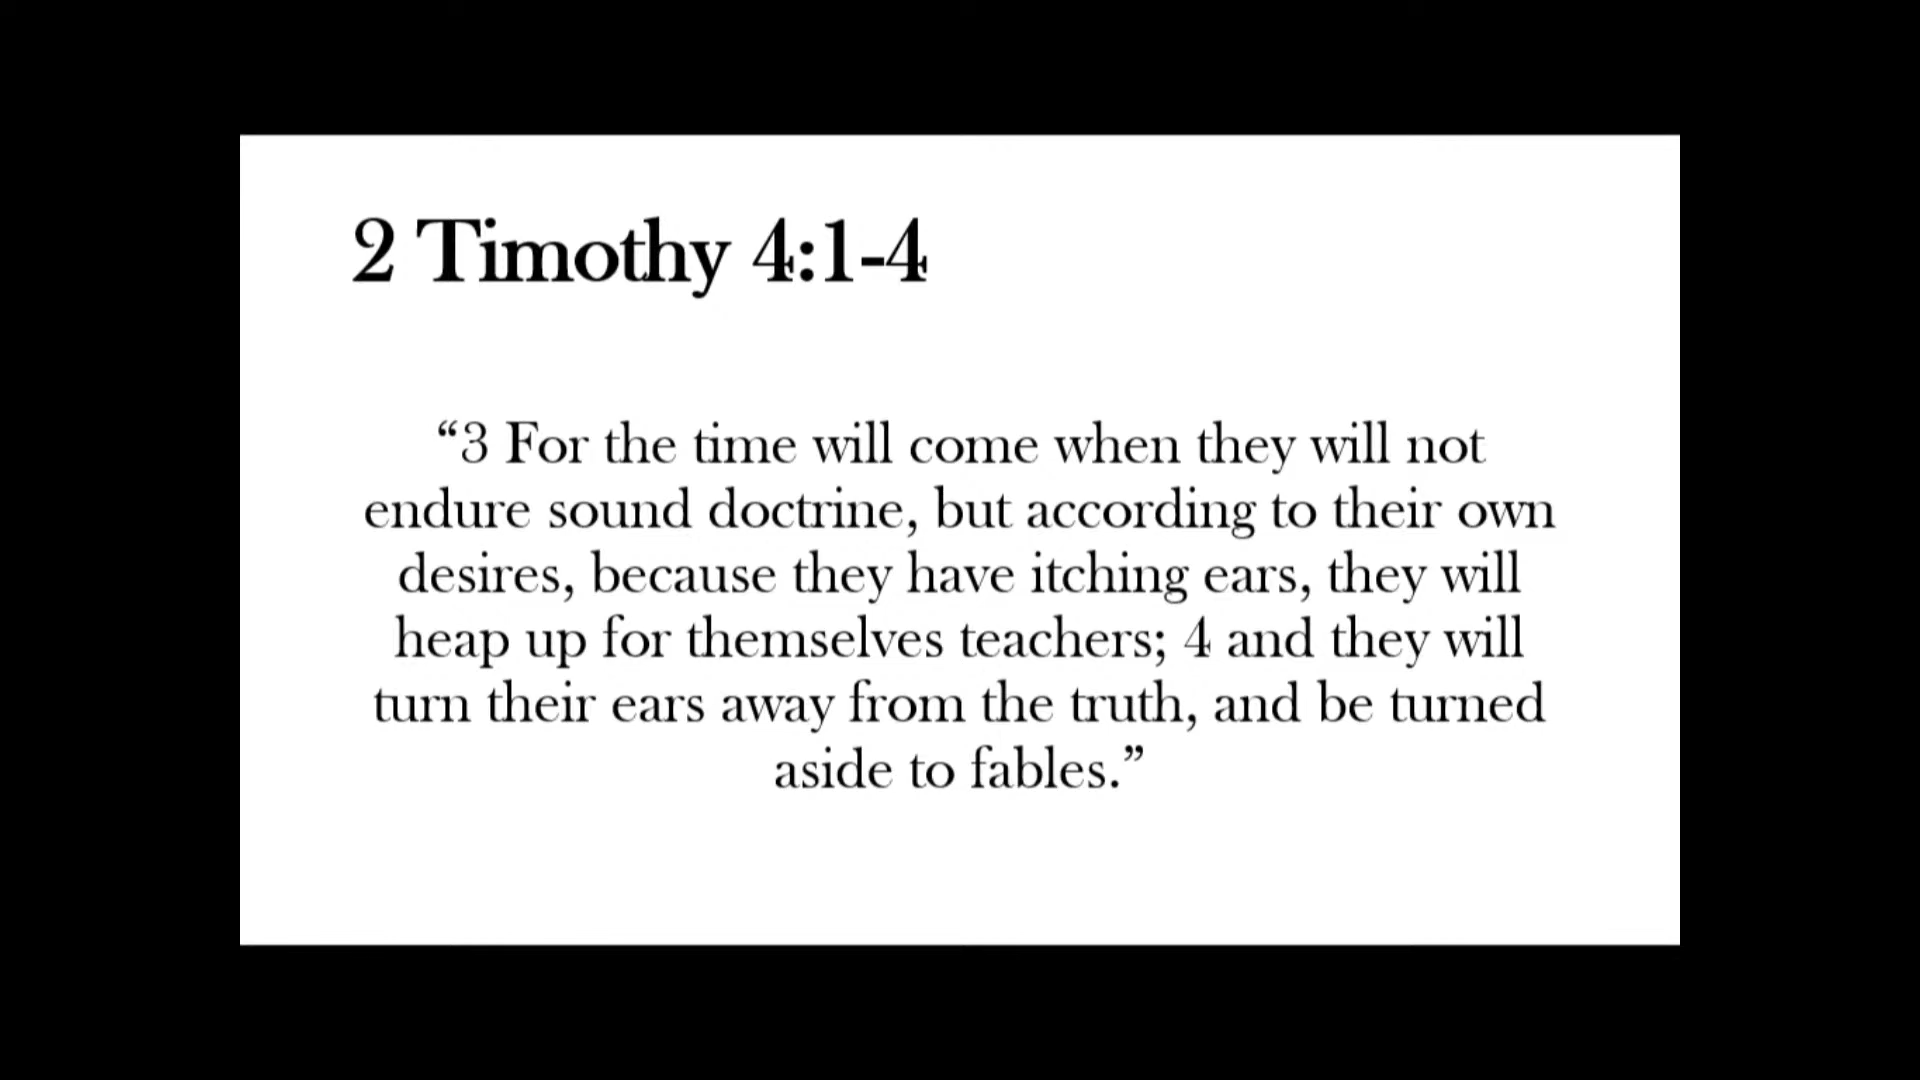 2 Timothy 4:1-4
“3 For the time will come when they will not
endure sound doctrine, but according to their own
desires, because they have itching ears, they will
heap up for themselves teachers; 4 and they will
turn their ears away from the truth, and be turned
aside to fables.”